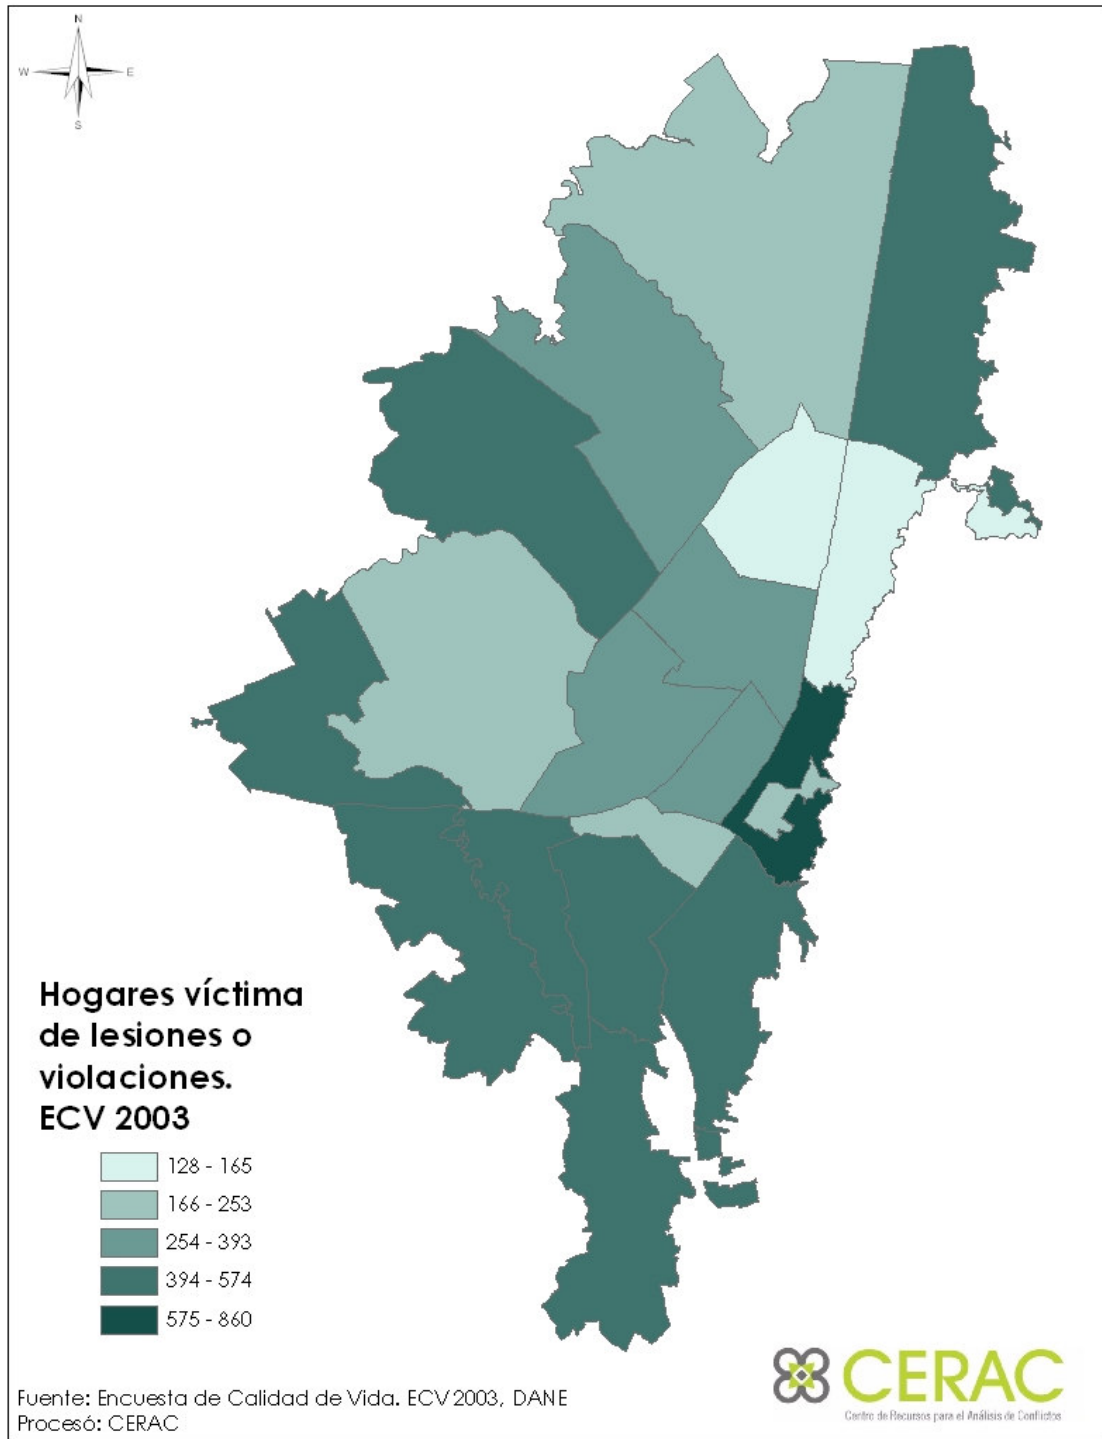 N
W E
S
Hogares víctima
de lesiones o
violaciones.
ECV 2003
128 - 165
166 - 253
254 - 393
394 - 574
575 - 860
CERAC
Centro de Recursos para el Análisis de Conflictos
Fuente: Encuesta de Calidad de Vida. ECV 2003, DANE
Procesó: CERAC